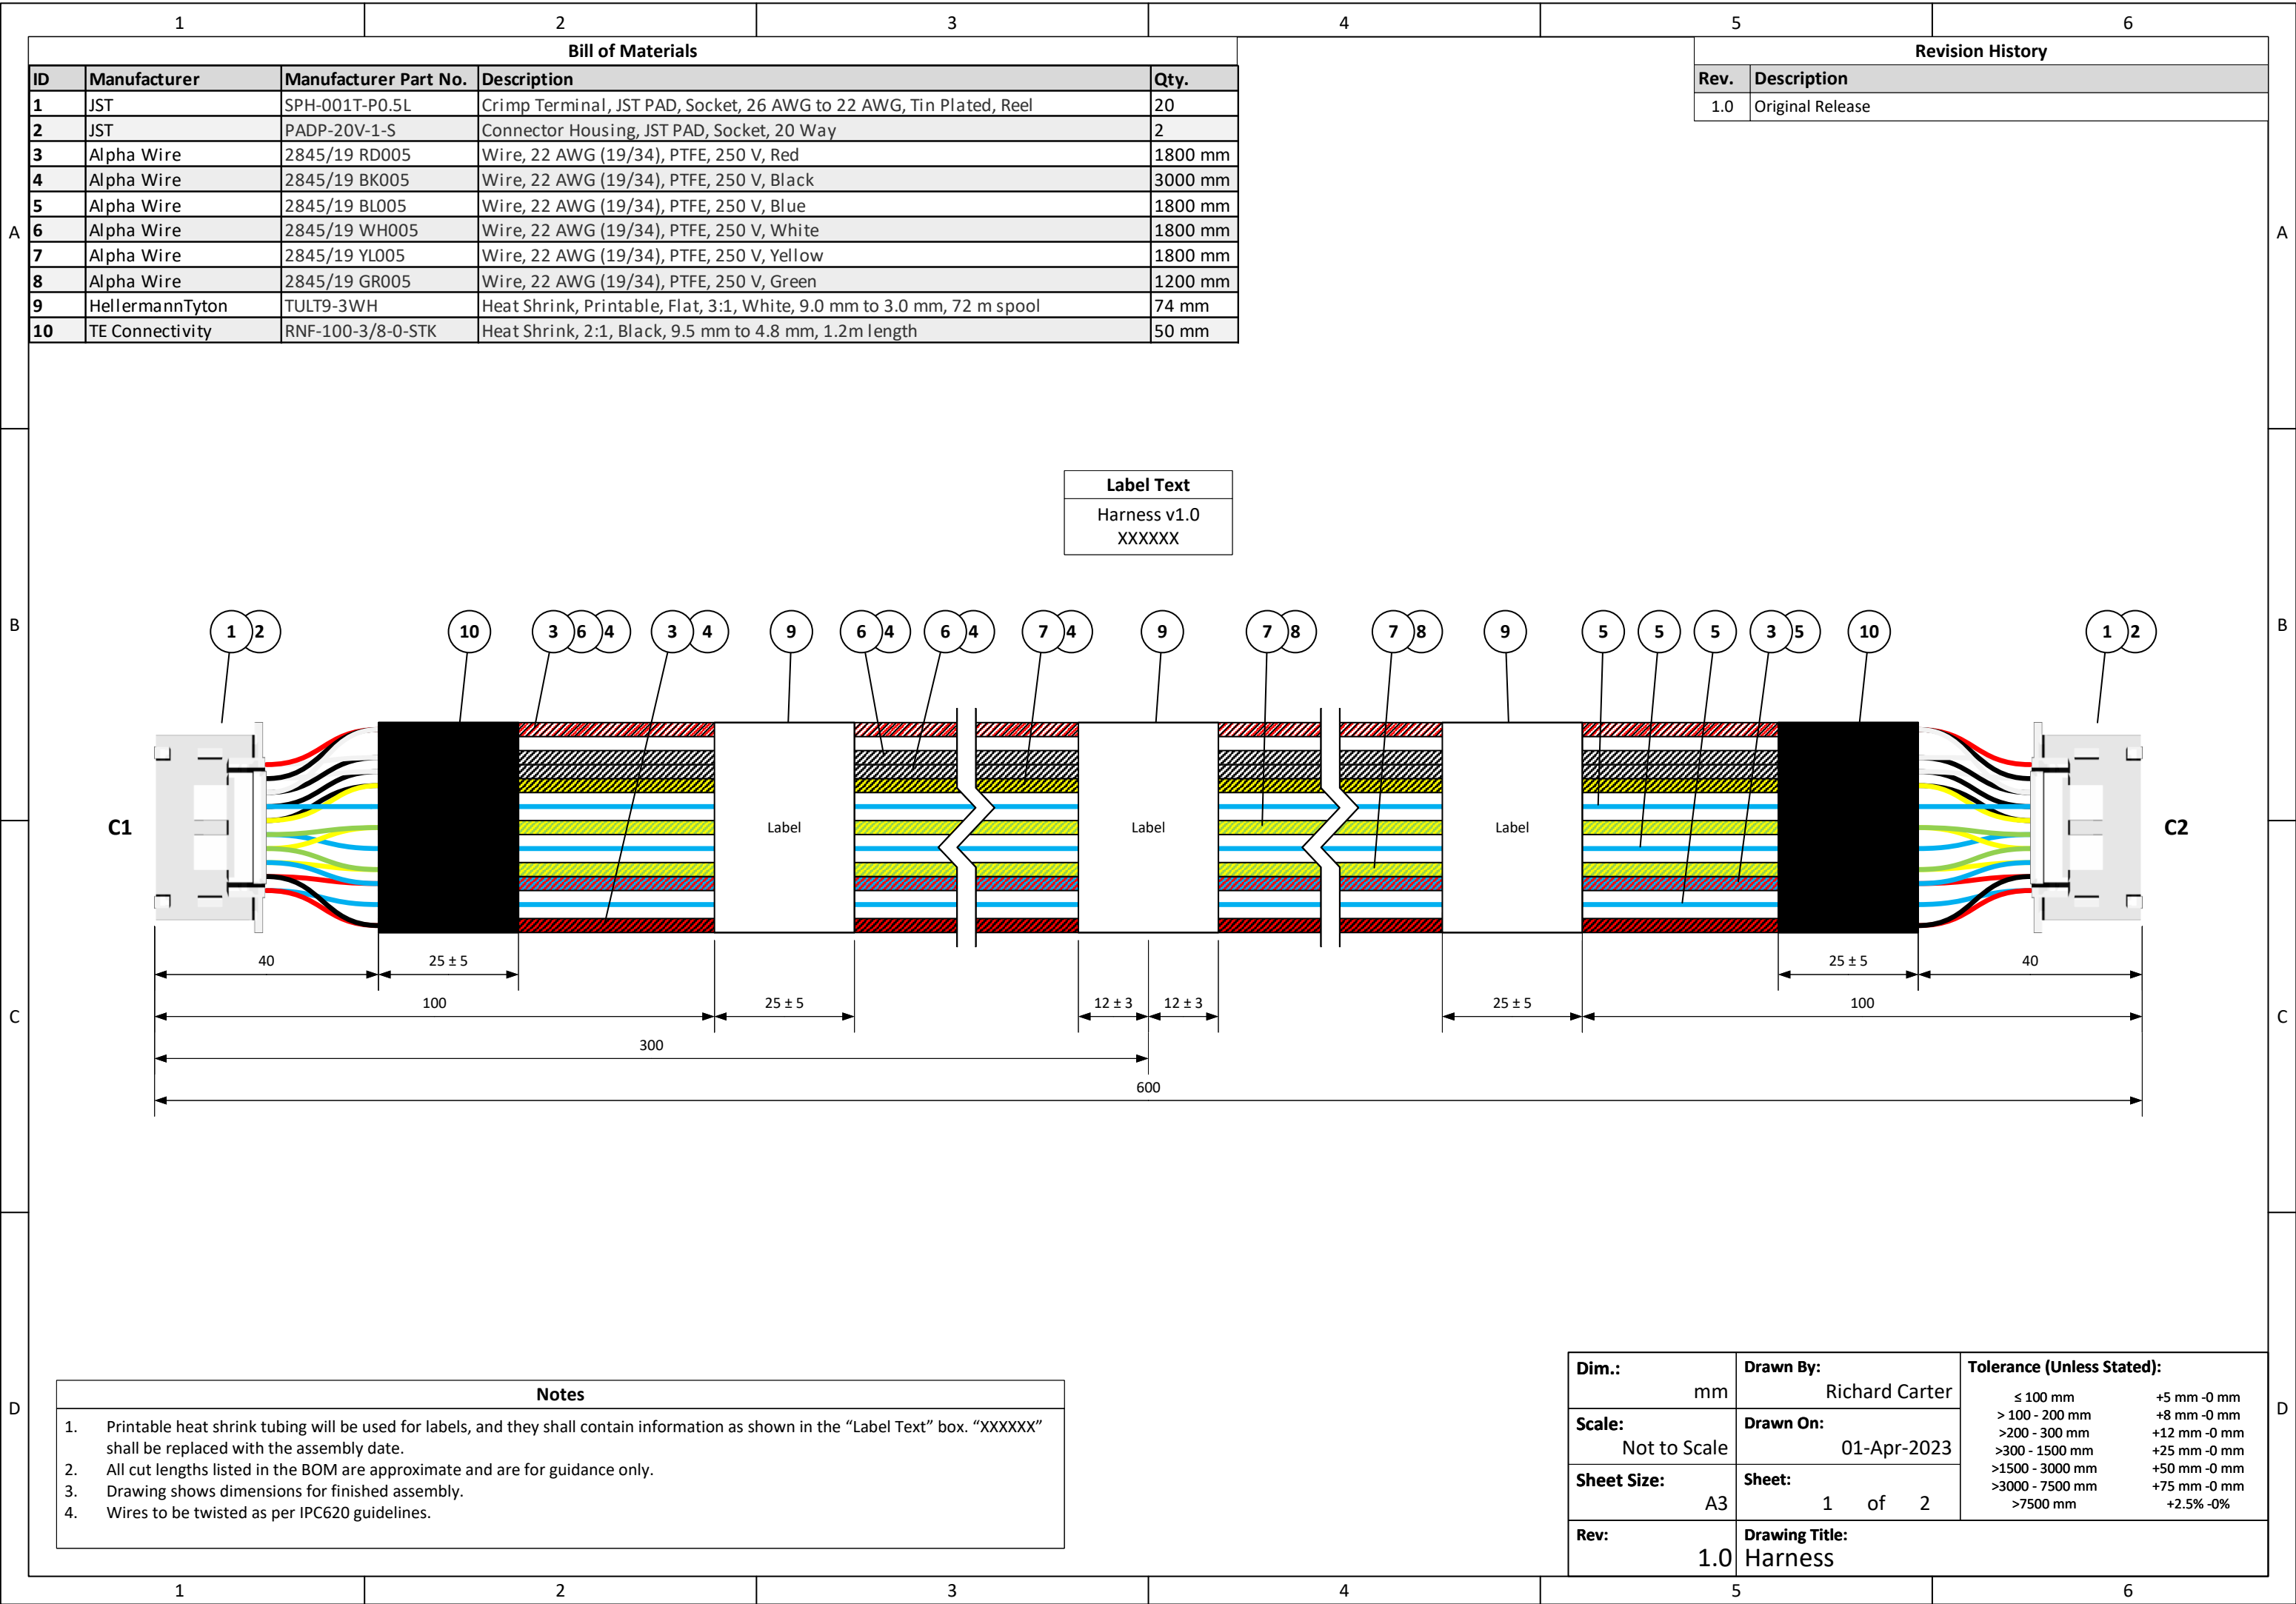 1 2 3 4 5 6
Bill of Materials
ID Manufacturer Manufacturer Part No. Description Qty.
1 JST SPH-001T-P0.5L Crimp Terminal, JST PAD, Socket, 26 AWG to 22 AWG, Tin Plated, Reel 20
2 JST PADP-20V-1-S Connector Housing, JST PAD, Socket, 20 Way 2
3 Alpha Wire 2845/19 RD005 Wire, 22 AWG (19/34), PTFE, 250 V, Red 1800 mm
4 Alpha Wire 2845/19 BK005 Wire, 22 AWG (19/34), PTFE, 250 V, Black 3000 mm
5 Alpha Wire 2845/19 BL005 Wire, 22 AWG (19/34), PTFE, 250 V, Blue 1800 mm
6 Alpha Wire 2845/19 WH005 Wire, 22 AWG (19/34), PTFE, 250 V, White 1800 mm
7 Alpha Wire 2845/19 YL005 Wire, 22 AWG (19/34), PTFE, 250 V, Yellow 1800 mm
8 Alpha Wire 2845/19 GR005 Wire, 22 AWG (19/34), PTFE, 250 V, Green 1200 mm
9 HellermannTyton TULT9-3WH Heat Shrink, Printable, Flat, 3:1, White, 9.0 mm to 3.0 mm, 72 m spool 74 mm
10 TE Connectivity RNF-100-3/8-0-STK Heat Shrink, 2:1, Black, 9.5 mm to 4.8 mm, 1.2m length 50 mm
Revision History
Rev. Description
1.0 Original Release
A A
Label Text
Harness v1.0
XXXXXX
B B
1 2 10 3 6 4 3 4 9 6 4 6 4 7 4 9 7 8 7 8 9 5 5 5 3 5 10 1 2
C1 Label Label Label C2
40 25 ± 5 25 ± 5 40
100 25 ± 5 12 ± 3 12 ± 3 25 ± 5 100
C C
300
600
Notes
1. Printable heat shrink tubing will be used for labels, and they shall contain information as shown in the “Label Text” box. “XXXXXX”
shall be replaced with the assembly date.
2. All cut lengths listed in the BOM are approximate and are for guidance only.
3. Drawing shows dimensions for finished assembly.
4. Wires to be twisted as per IPC620 guidelines.
D D
Dim.: mm
Drawn By: Richard Carter
Scale: Not to Scale
Drawn On: 01-Apr-2023
Sheet Size: A3
Sheet: 1 of 2
Rev: 1.0
Drawing Title: Harness
Tolerance (Unless Stated):
≤ 100 mm +5 mm -0 mm
> 100 - 200 mm +8 mm -0 mm
>200 - 300 mm +12 mm -0 mm
>300 - 1500 mm +25 mm -0 mm
>1500 - 3000 mm +50 mm -0 mm
>3000 - 7500 mm +75 mm -0 mm
>7500 mm +2.5% -0%
1 2 3 4 5 6